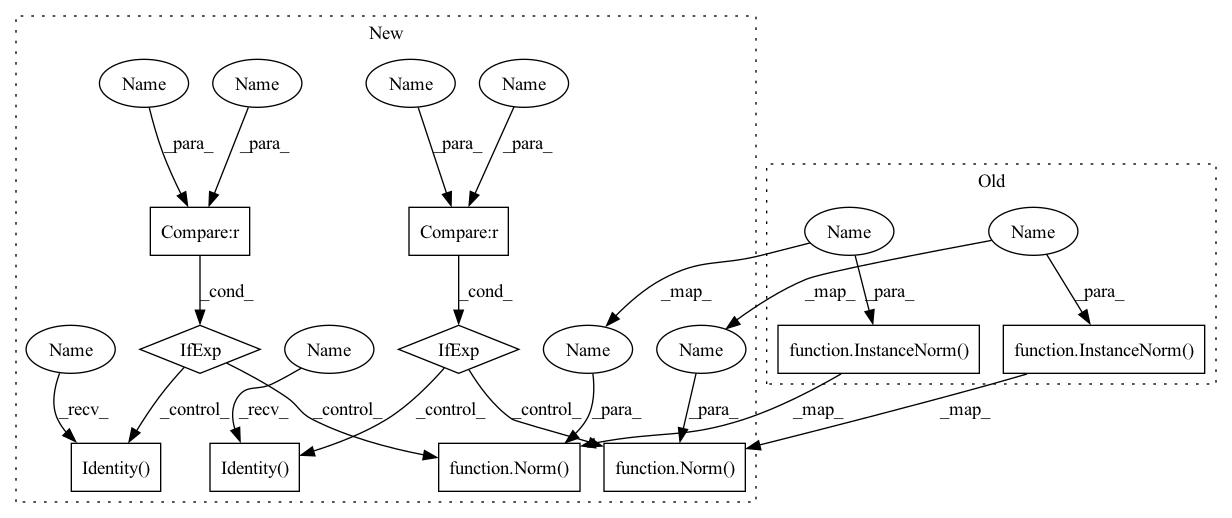 New
Name Name Name Name
_para_ _para_ _para_ _para_
Old
Compare:r Compare:r Name Name
_cond_ _cond_ _map_ _map_ _para_ _para_
Name IfExp Name IfExp Name Name function.InstanceNorm() function.InstanceNorm()
_recv_ _control_ _recv_ _control_ _control_ _control_ _para_ _para_ _map_ _map_
Identity() Identity() function.Norm() function.Norm()